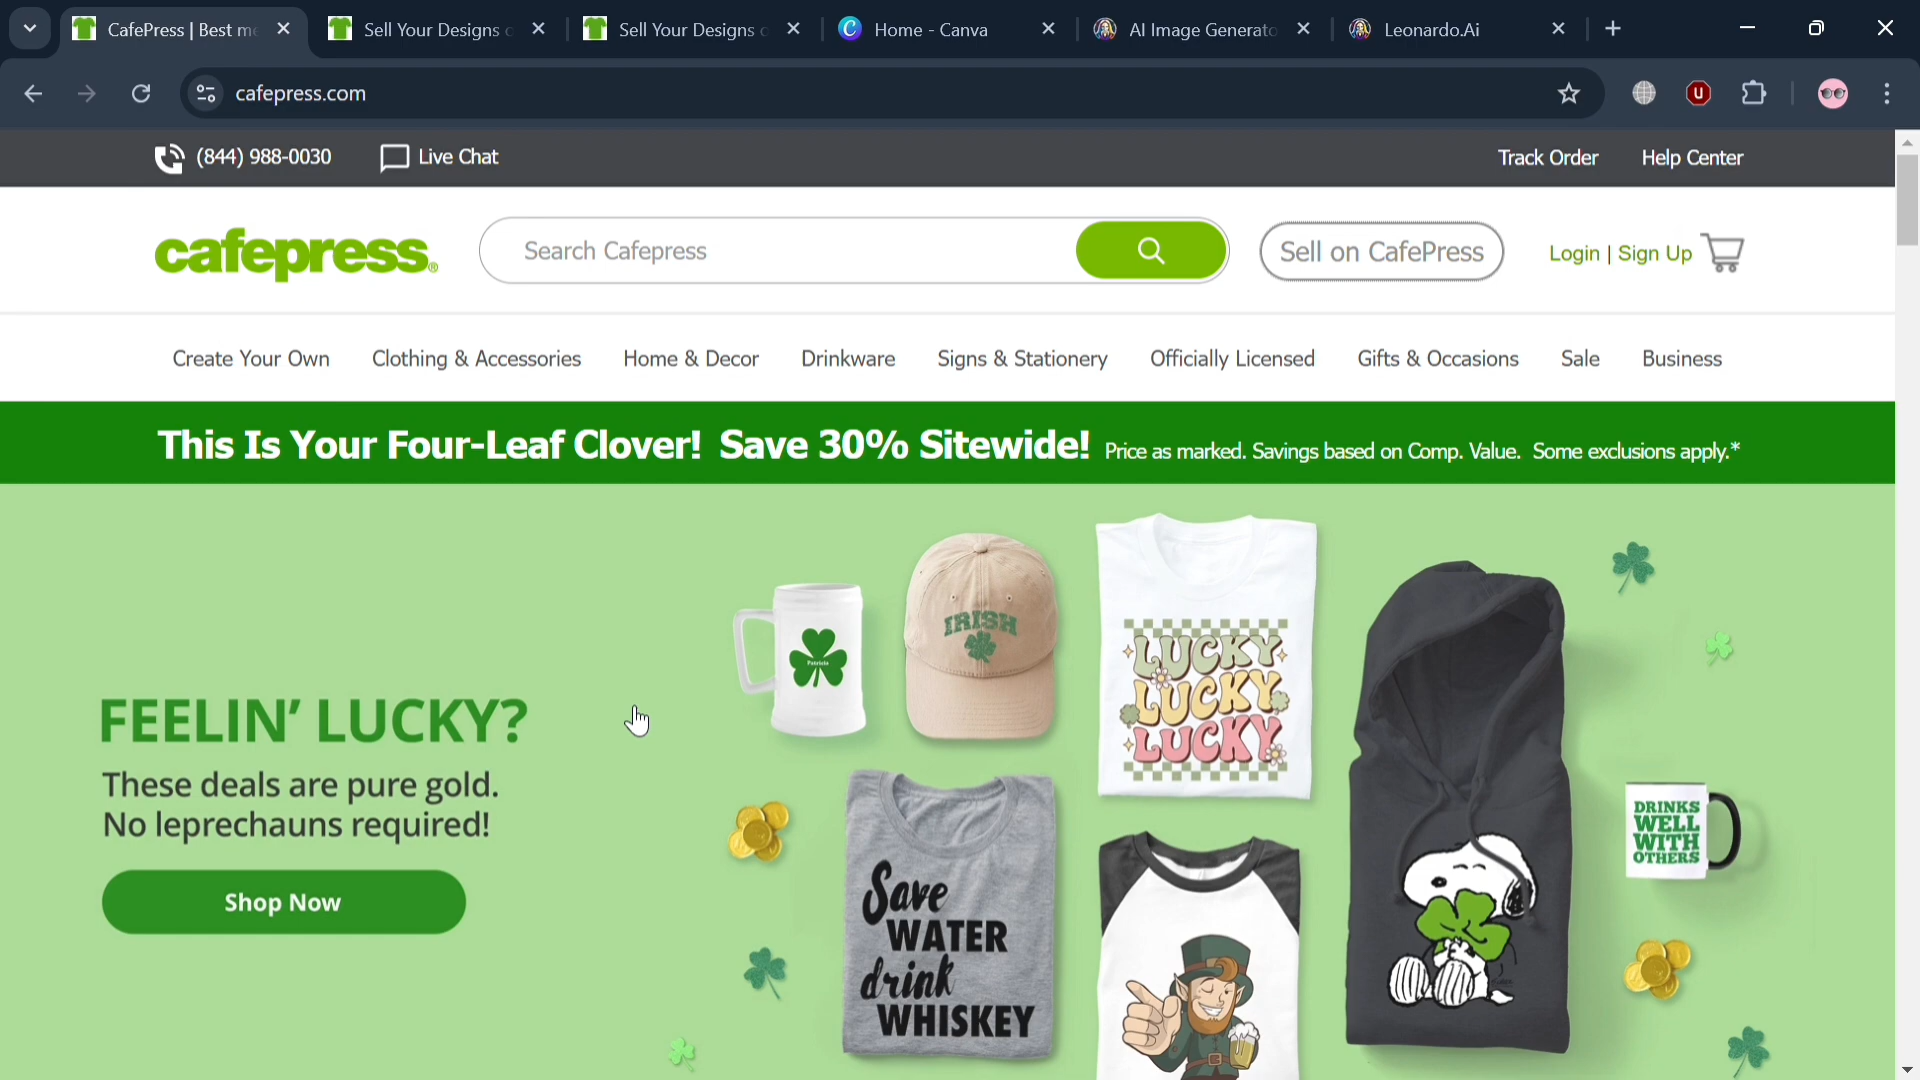 CafePress | Best me
Sell Your Designs o
Sell Your Designs o
Home - Canva
AI Image Generato
Leonardo.Ai
cafepress.com
(844) 988-0030
Live Chat
Track Order
Help Center
cafepress®
Search Cafepress
Sell on CafePress
Login | Sign Up
Create Your Own
Clothing & Accessories
Home & Decor
Drinkware
Signs & Stationery
Officially Licensed
Gifts & Occasions
Sale
Business
This Is Your Four-Leaf Clover! Save 30% Sitewide! Price as marked. Savings based on Comp. Value. Some exclusions apply.*
FEELIN' LUCKY?
These deals are pure gold.
No leprechauns required!
Shop Now
Patricia
IRISH
LUCKY
LUCKY
LUCKY
Save
WATER
drink
WHISKEY
DRINKS
WELL
WITH
OTHERS